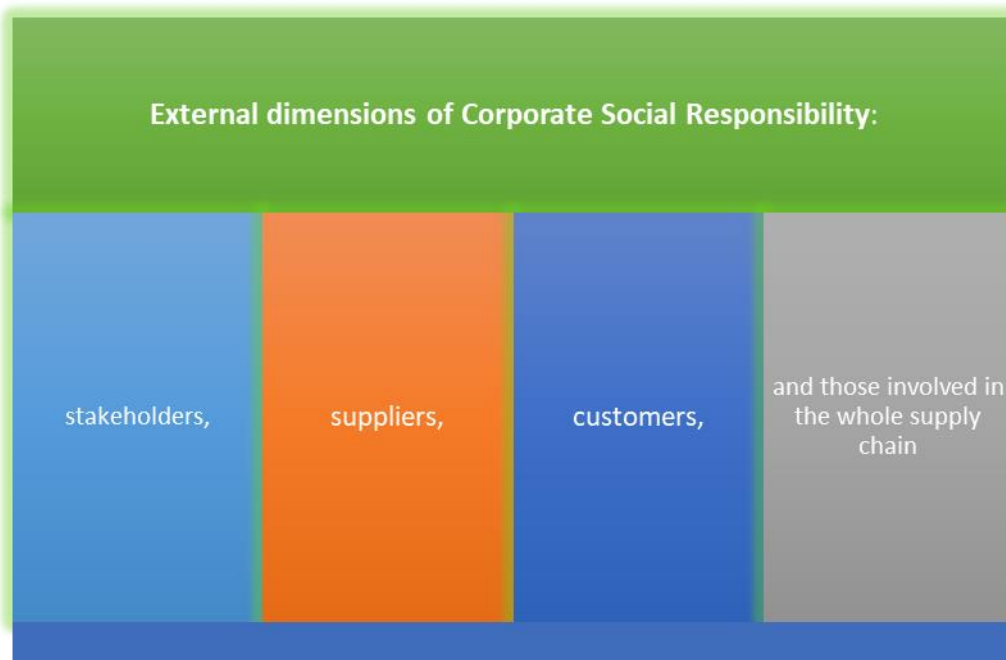 External dimensions of Corporate Social Responsibility:
stakeholders,
suppliers,
customers,
and those involved in
the whole supply
chain